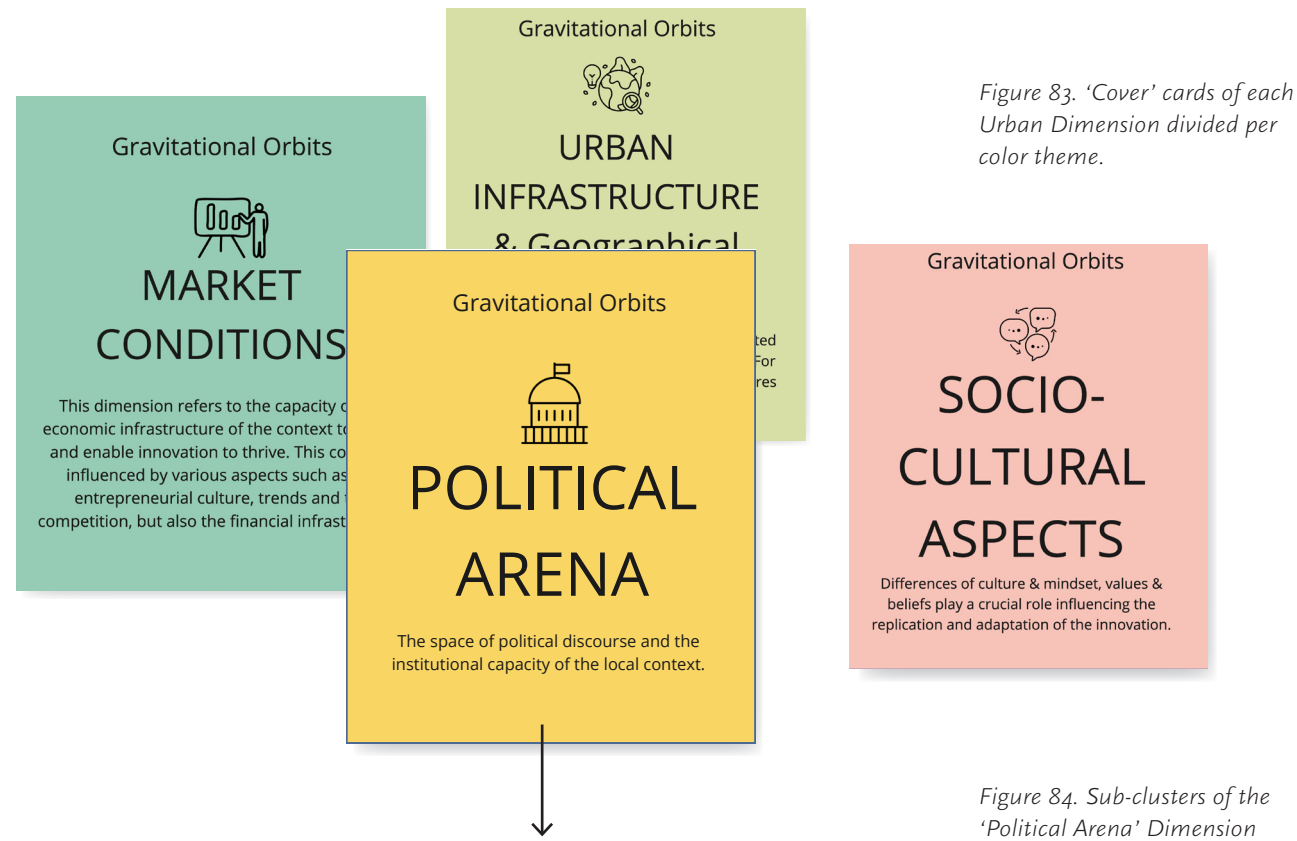 Gravitational Orbits
URBAN
INFRASTRUCTURE
& Geographical
ted
For
res
Gravitational Orbits
MARKET
CONDITIONS
This dimension refers to the capacity
economic infrastructure of the context
and enable innovation to thrive. This
influenced by various aspects such as
entrepreneurial culture, trends and
competition, but also the financial
Gravitational Orbits
POLITICAL
ARENA
The space of political discourse and the
institutional capacity of the local context.
Gravitational Orbits
SOCIO-
CULTURAL
ASPECTS
Differences of culture & mindset, values &
beliefs play a crucial role influencing the
replication and adaptation of the innovation.
Figure 83. ‘Cover’ cards of each
Urban Dimension divided per
color theme.
Figure 84. Sub-clusters of the
‘Political Arena’ Dimension